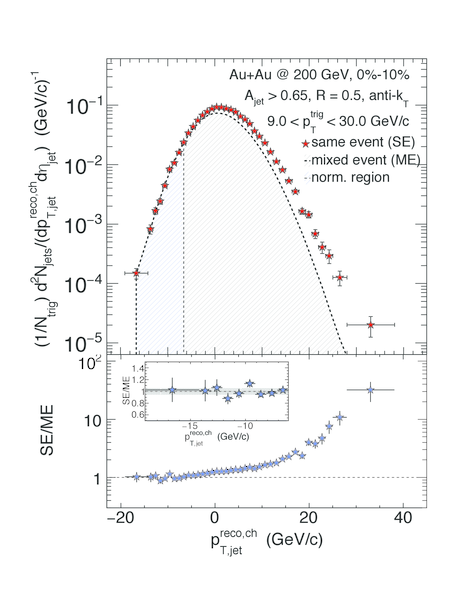 Au+Au @ 200 GeV, 0%-10%
A_jet > 0.65, R = 0.5, anti-k_T
9.0 < p_T^trig < 30.0 GeV/c
same event (SE)
mixed event (ME)
norm. region
(1/N_trig) d²N_jets/(dp_T,jet^reco,ch dη_jet) (GeV/c)⁻¹
10⁻¹
10⁻²
10⁻³
10⁻⁴
10⁻⁵
SE/ME
10²
10
1
SE/ME
1.4
1.2
1
0.8
0.6
−15 −10
p_T,jet^reco,ch (GeV/c)
−20 0 20 40
p_T,jet^reco,ch (GeV/c)